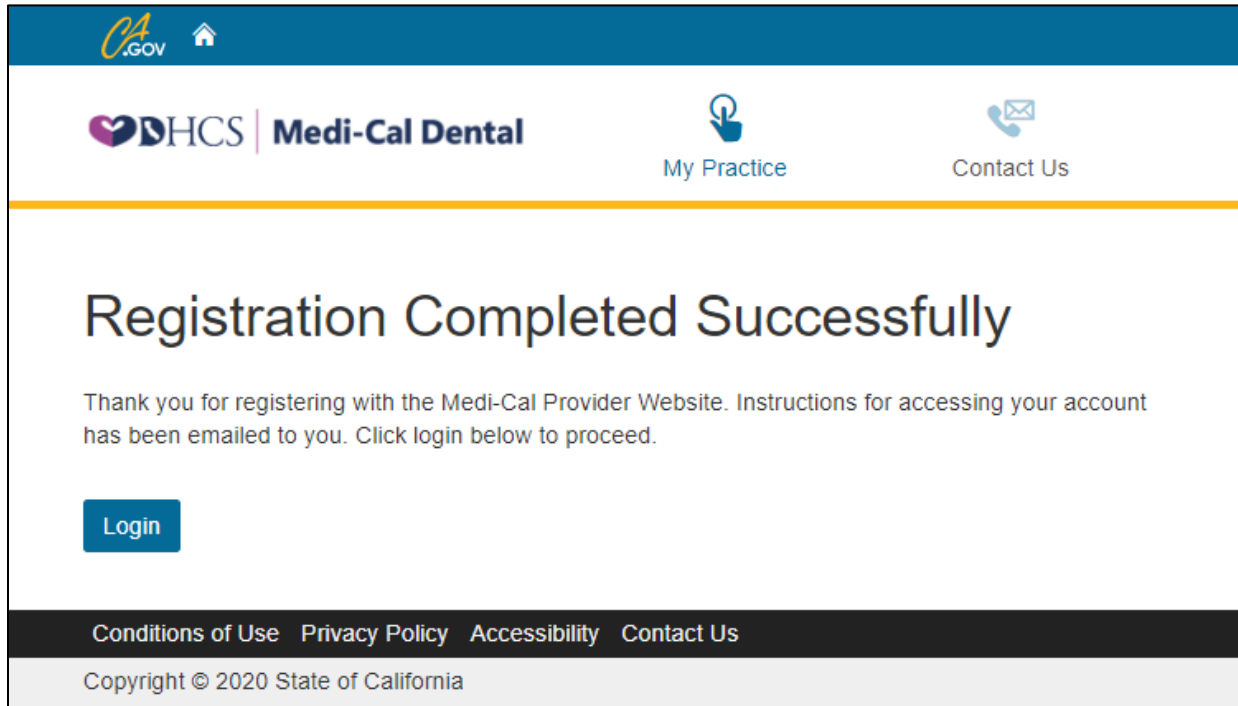 CA.GOV
DHCS | Medi-Cal Dental
My Practice
Contact Us
Registration Completed Successfully
Thank you for registering with the Medi-Cal Provider Website. Instructions for accessing your account
has been emailed to you. Click login below to proceed.
Login
Conditions of Use Privacy Policy Accessibility Contact Us
Copyright © 2020 State of California